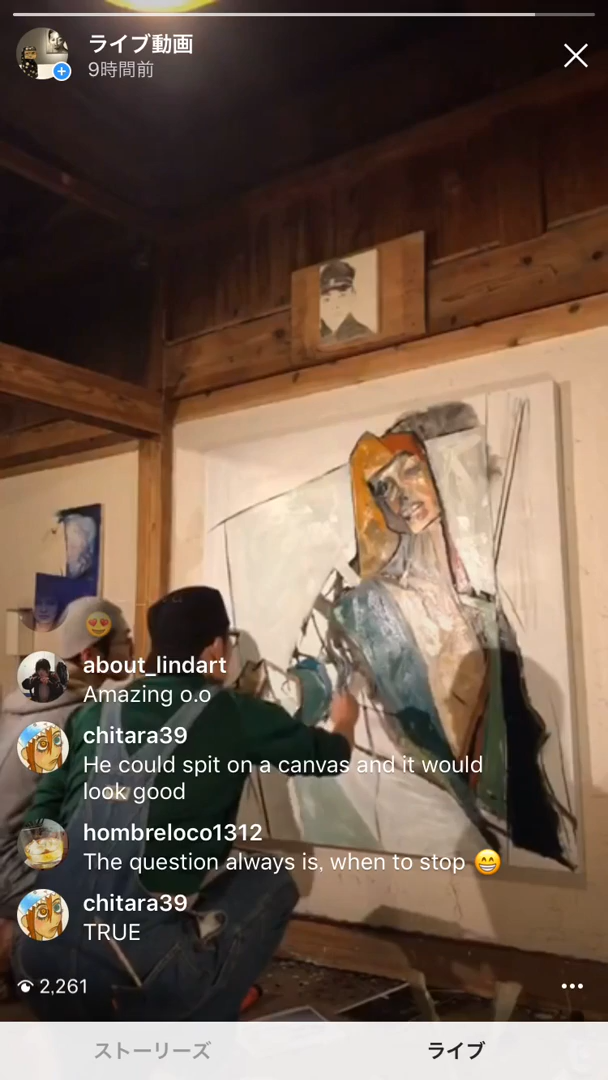 ライブ動画
9時間前
😍
about_lindart
Amazing o.o
chitara39
He could spit on a canvas and it would
look good
hombreloco1312
The question always is, when to stop 😁
chitara39
TRUE
2,261
ストーリーズ
ライブ